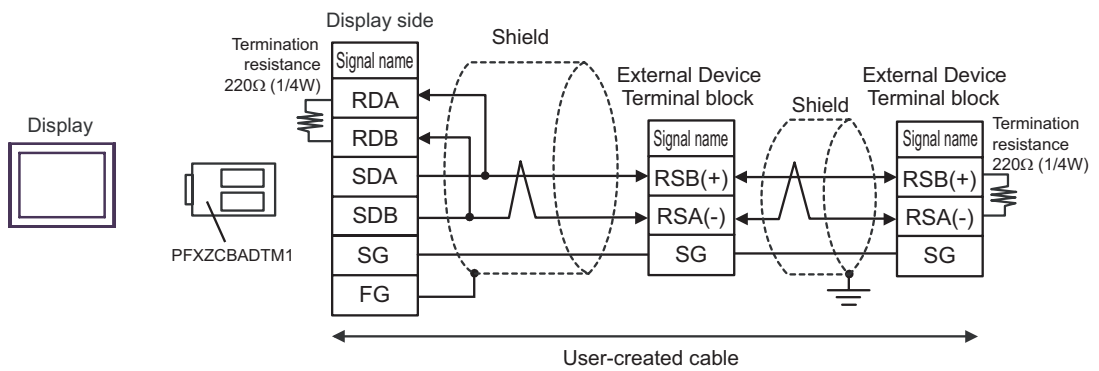 Display
PFXZCBADTM1
Display side
Termination
resistance
220Ω (1/4W)
Signal name
RDA
RDB
SDA
SDB
SG
FG
Shield
External Device
Terminal block
Signal name
RSB(+)
RSA(-)
SG
Shield
External Device
Terminal block
Signal name
RSB(+)
RSA(-)
SG
Termination
resistance
220Ω (1/4W)
User-created cable